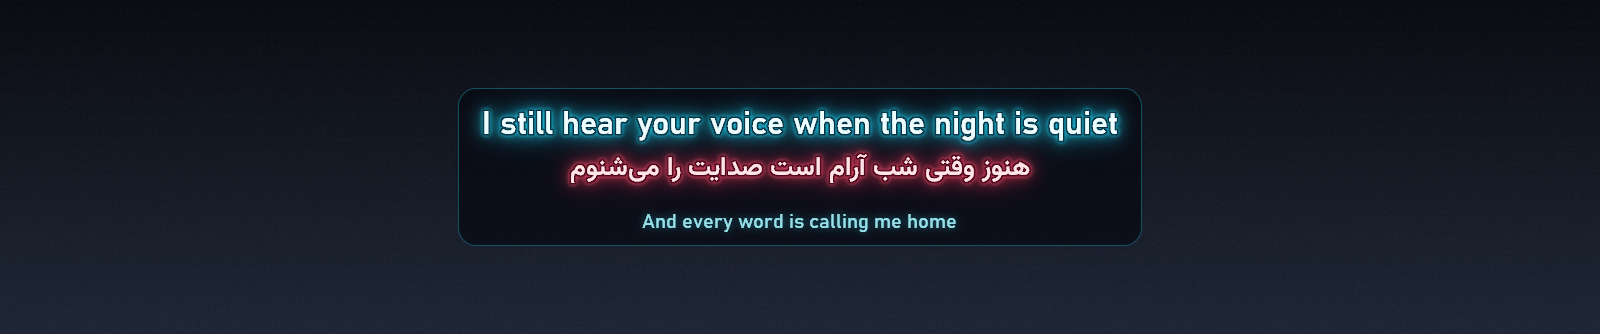 I still hear your voice when the night is quiet
هنوز وقتی شب آرام است صدایت را می‌شنوم
And every word is calling me home